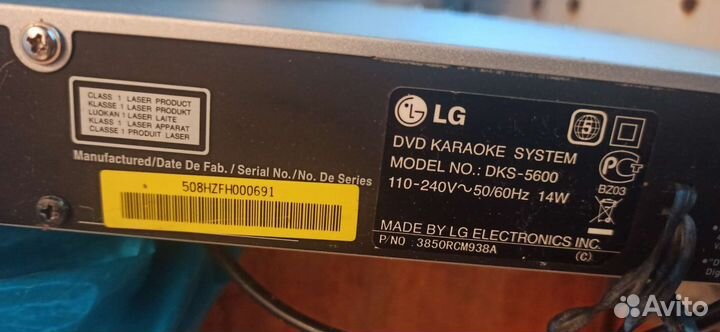 CLASS 1 LASER PRODUCT
KLASSE 1 LASER PRODUKT
LUOKAN 1 LASER LAITE
KLASS 1 LASER APPARAT
CLASSE 1 PRODUIT LASER
Manufactured/Date De Fab. / Serial No./No. De Series
508HZFH000691
LG
5
DVD KARAOKE SYSTEM
MODEL NO.: DKS-5600
110-240V~50/60Hz 14W
BZ03
MADE BY LG ELECTRONICS INC.
P/NO : 3850RCM938A
(C)
Avito